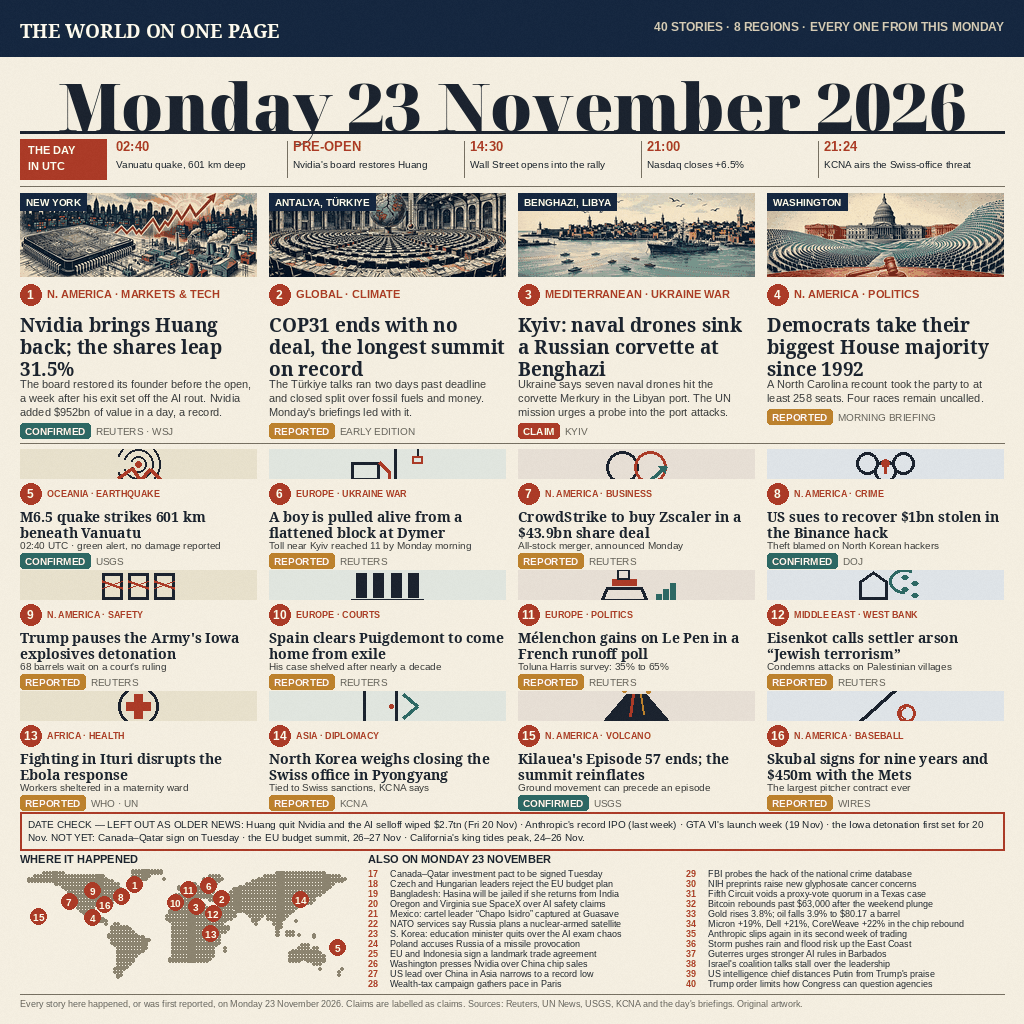 THE WORLD ON ONE PAGE
40 STORIES · 8 REGIONS · EVERY ONE FROM THIS MONDAY
Monday 23 November 2026
THE DAY
IN UTC
02:40
Vanuatu quake, 601 km deep
PRE-OPEN
Nvidia's board restores Huang
14:30
Wall Street opens into the rally
21:00
Nasdaq closes +6.5%
21:24
KCNA airs the Swiss-office threat
NEW YORK
1 N. AMERICA · MARKETS & TECH
Nvidia brings Huang
back; the shares leap
31.5%
The board restored its founder before the open,
a week after his exit set off the AI rout. Nvidia
added $952bn of value in a day, a record.
CONFIRMED REUTERS · WSJ
ANTALYA, TÜRKIYE
2 GLOBAL · CLIMATE
COP31 ends with no
deal, the longest summit
on record
The Türkiye talks ran two days past deadline
and closed split over fossil fuels and money.
Monday's briefings led with it.
REPORTED EARLY EDITION
BENGHAZI, LIBYA
3 MEDITERRANEAN · UKRAINE WAR
Kyiv: naval drones sink
a Russian corvette at
Benghazi
Ukraine says seven naval drones hit the
corvette Merkury in the Libyan port. The UN
mission urges a probe into the port attacks.
CLAIM KYIV
WASHINGTON
4 N. AMERICA · POLITICS
Democrats take their
biggest House majority
since 1992
A North Carolina recount took the party to at
least 258 seats. Four races remain uncalled.
REPORTED MORNING BRIEFING
5 OCEANIA · EARTHQUAKE
M6.5 quake strikes 601 km
beneath Vanuatu
02:40 UTC · green alert, no damage reported
CONFIRMED USGS
6 EUROPE · UKRAINE WAR
A boy is pulled alive from a
flattened block at Dymer
Toll near Kyiv reached 11 by Monday morning
REPORTED REUTERS
7 N. AMERICA · BUSINESS
CrowdStrike to buy Zscaler in a
$43.9bn share deal
All-stock merger, announced Monday
REPORTED REUTERS
8 N. AMERICA · CRIME
US sues to recover $1bn stolen in
the Binance hack
Theft blamed on North Korean hackers
CONFIRMED DOJ
9 N. AMERICA · SAFETY
Trump pauses the Army's Iowa
explosives detonation
68 barrels wait on a court's ruling
REPORTED REUTERS
10 EUROPE · COURTS
Spain clears Puigdemont to come
home from exile
His case shelved after nearly a decade
REPORTED REUTERS
11 EUROPE · POLITICS
Mélenchon gains on Le Pen in a
French runoff poll
Toluna Harris survey: 35% to 65%
REPORTED REUTERS
12 MIDDLE EAST · WEST BANK
Eisenkot calls settler arson
“Jewish terrorism”
Condemns attacks on Palestinian villages
REPORTED REUTERS
13 AFRICA · HEALTH
Fighting in Ituri disrupts the
Ebola response
Workers sheltered in a maternity ward
REPORTED WHO · UN
14 ASIA · DIPLOMACY
North Korea weighs closing the
Swiss office in Pyongyang
Tied to Swiss sanctions, KCNA says
REPORTED KCNA
15 N. AMERICA · VOLCANO
Kilauea's Episode 57 ends; the
summit reinflates
Ground movement can precede an episode
CONFIRMED USGS
16 N. AMERICA · BASEBALL
Skubal signs for nine years and
$450m with the Mets
The largest pitcher contract ever
REPORTED WIRES
DATE CHECK — LEFT OUT AS OLDER NEWS: Huang quit Nvidia and the AI selloff wiped $2.7tn (Fri 20 Nov) · Anthropic's record IPO (last week) · GTA VI's launch week (19 Nov) · the Iowa detonation first set for 20
Nov. NOT YET: Canada–Qatar sign on Tuesday · the EU budget summit, 26–27 Nov · California's king tides peak, 24–26 Nov.
WHERE IT HAPPENED
1
9
8
7
16
4
15
11
6
10
3
2
12
13
14
5
ALSO ON MONDAY 23 NOVEMBER
17 Canada–Qatar investment pact to be signed Tuesday
18 Czech and Hungarian leaders reject the EU budget plan
19 Bangladesh: Hasina will be jailed if she returns from India
20 Oregon and Virginia sue SpaceX over AI safety claims
21 Mexico: cartel leader “Chapo Isidro” captured at Guasave
22 NATO services say Russia plans a nuclear-armed satellite
23 S. Korea: education minister quits over the AI exam chaos
24 Poland accuses Russia of a missile provocation
25 EU and Indonesia sign a landmark trade agreement
26 Washington presses Nvidia over China chip sales
27 US lead over China in Asia narrows to a record low
28 Wealth-tax campaign gathers pace in Paris
29 FBI probes the hack of the national crime database
30 NIH preprints raise new glyphosate cancer concerns
31 Fifth Circuit voids a proxy-vote quorum in a Texas case
32 Bitcoin rebounds past $63,000 after the weekend plunge
33 Gold rises 3.8%; oil falls 3.9% to $80.17 a barrel
34 Micron +19%, Dell +21%, CoreWeave +22% in the chip rebound
35 Anthropic slips again in its second week of trading
36 Storm pushes rain and flood risk up the East Coast
37 Guterres urges stronger AI rules in Barbados
38 Israel's coalition talks stall over the leadership
39 US intelligence chief distances Putin from Trump's praise
40 Trump order limits how Congress can question agencies
Every story here happened, or was first reported, on Monday 23 November 2026. Claims are labelled as claims. Sources: Reuters, UN News, USGS, KCNA and the day's briefings. Original artwork.